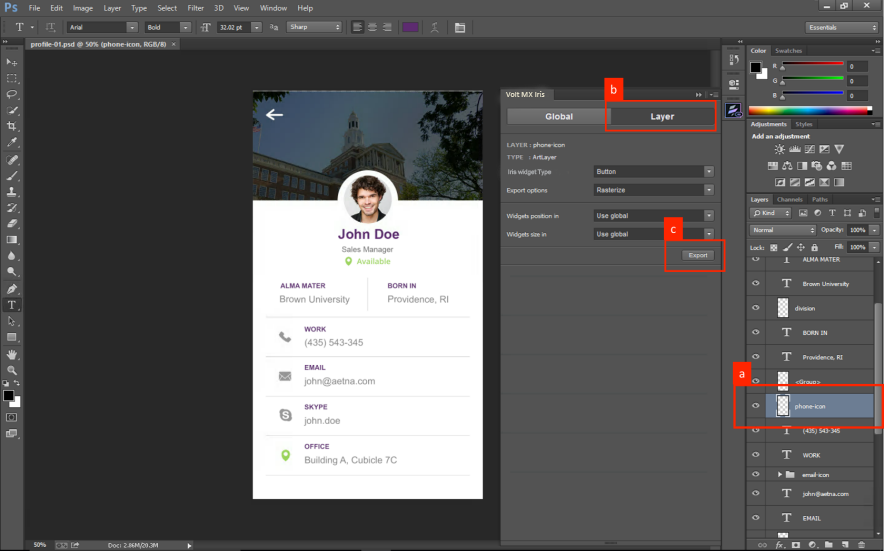 Ps File Edit Image Layer Type Select Filter 3D View Window Help
T Arial Bold 32.02 pt aa Sharp Essentials
profile-01.psd @ 50% (phone-icon, RGB/8) ×
John Doe
Sales Manager
Available
ALMA MATER BORN IN
Brown University Providence, RI
WORK
(435) 543-345
EMAIL
john@aetna.com
SKYPE
john.doe
OFFICE
Building A, Cubicle 7C
b
Volt MX Iris
Global Layer
LAYER : phone-icon
TYPE : ArtLayer
Iris widget Type Button
Export options Rasterize
Widgets position in Use global
c
Widgets size in Use global
Export
Color Swatches
R 0
G 0
B 0
Adjustments Styles
Add an adjustment
Layers Channels Paths
Kind
Normal Opacity: 100%
Lock: Fill: 100%
ALMA MATER
Brown University
division
BORN IN
Providence, RI
a
<Group>
phone-icon
(435) 543-345
WORK
email-icon
john@aetna.com
EMAIL
fx
50% Doc: 2.86M/20.3M